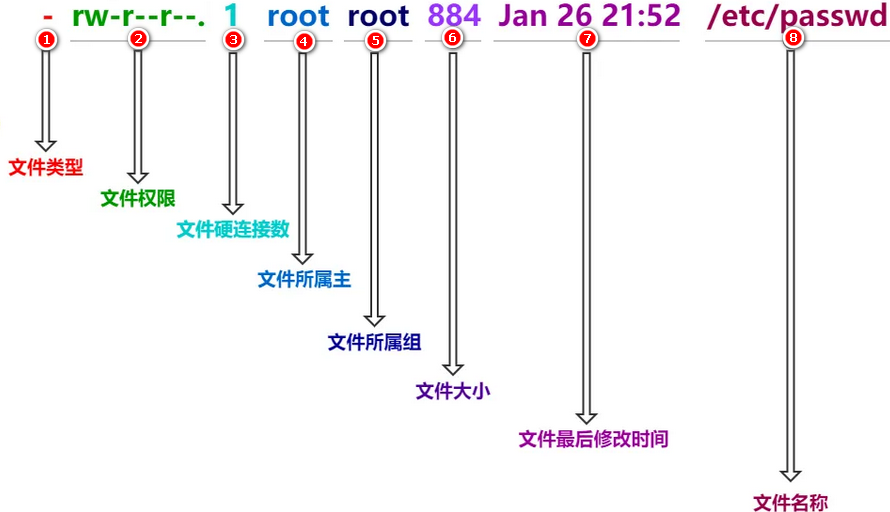 - rw-r--r--. 1 root root 884 Jan 26 21:52 /etc/passwd
1 2 3 4 5 6 7 8
文件类型
文件权限
文件硬连接数
文件所属主
文件所属组
文件大小
文件最后修改时间
文件名称